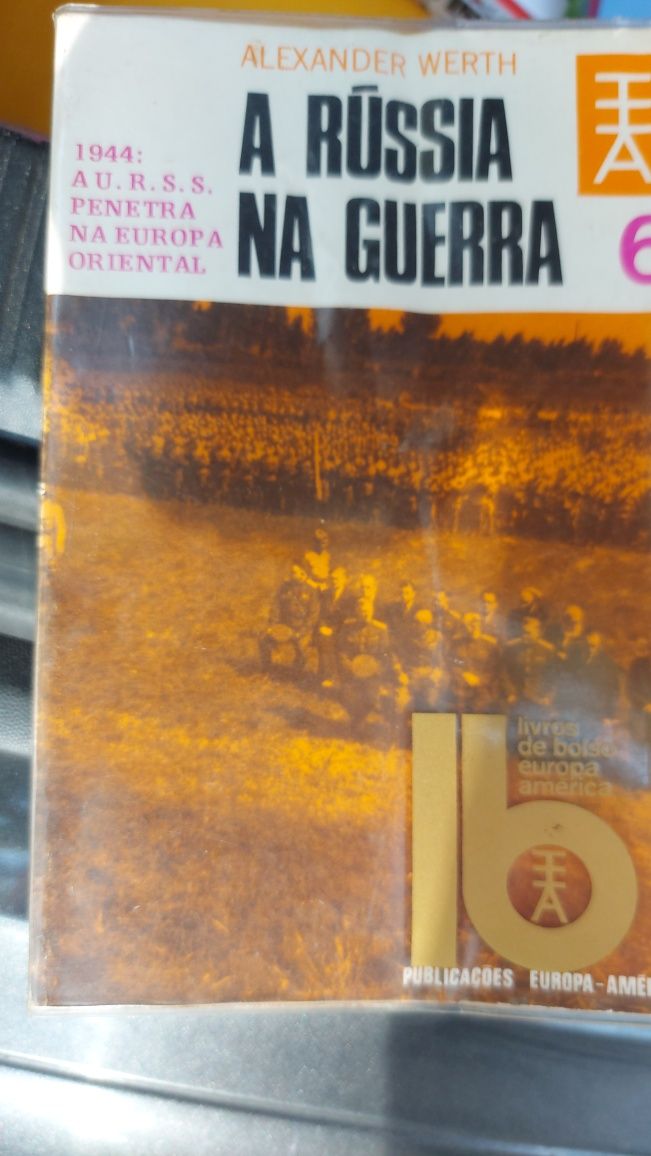 ALEXANDER WERTH
A RÚSSIA
NA GUERRA
1944:
A U. R. S. S.
PENETRA
NA EUROPA
ORIENTAL
6
livros
de bolso
europa
américa
lb
PUBLICAÇÕES EUROPA-AMÉ